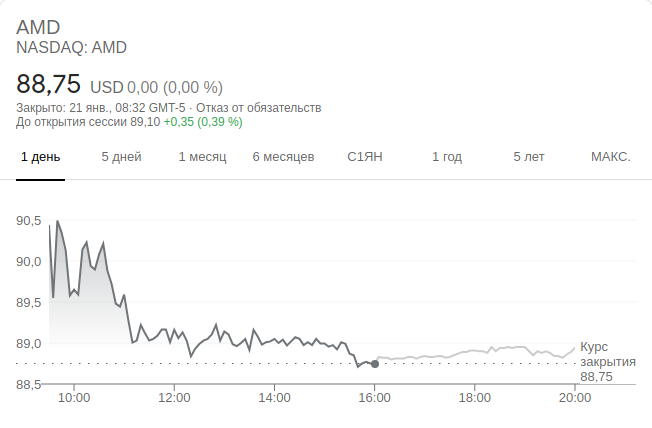 AMD
NASDAQ: AMD
88,75 USD 0,00 (0,00 %)
Закрыто: 21 янв., 08:32 GMT-5 · Отказ от обязательств
До открытия сессии 89,10 +0,35 (0,39 %)
1 день 5 дней 1 месяц 6 месяцев С1ЯН 1 год 5 лет МАКС.
90,5
90,0
89,5
89,0
88,5
Курс
закрытия
88,75
10:00 12:00 14:00 16:00 18:00 20:00